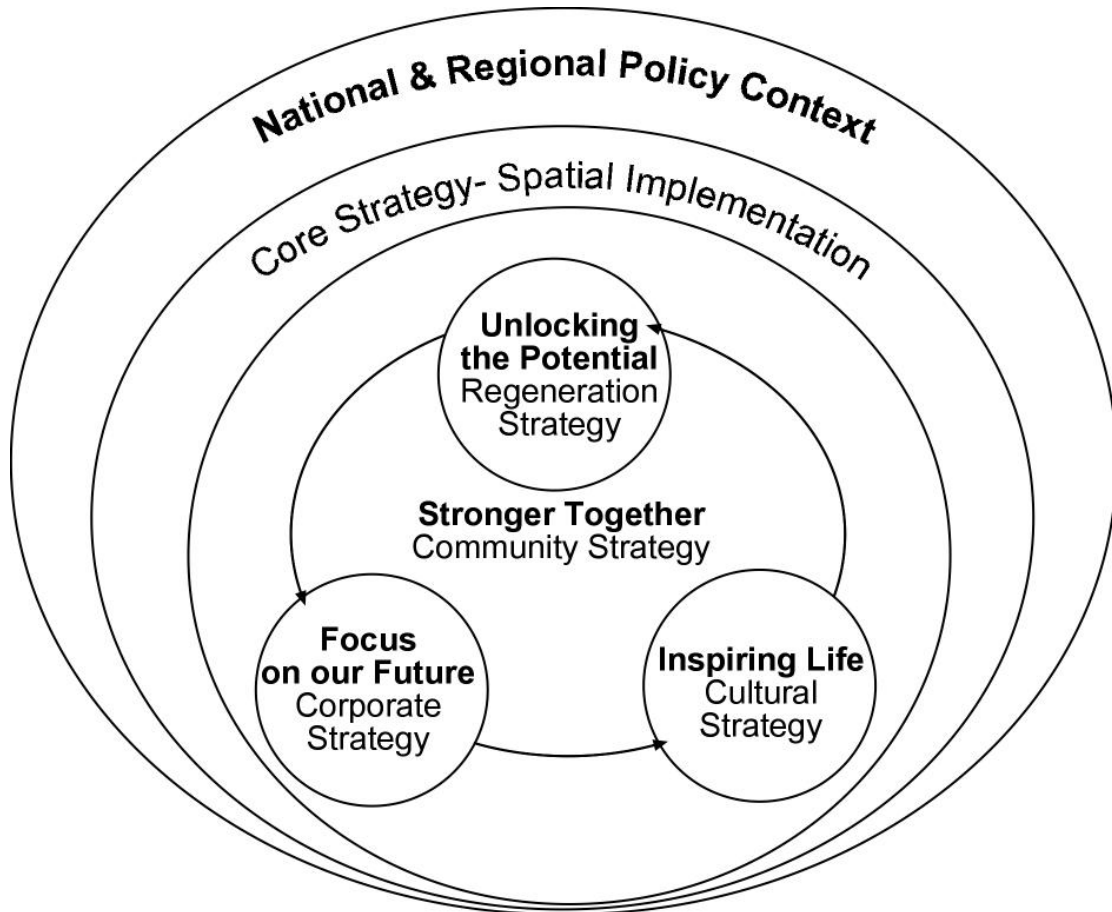 National & Regional Policy Context
Core Strategy- Spatial Implementation
Unlocking
the Potential
Regeneration
Strategy
Stronger Together
Community Strategy
Focus
on our Future
Corporate
Strategy
Inspiring Life
Cultural
Strategy